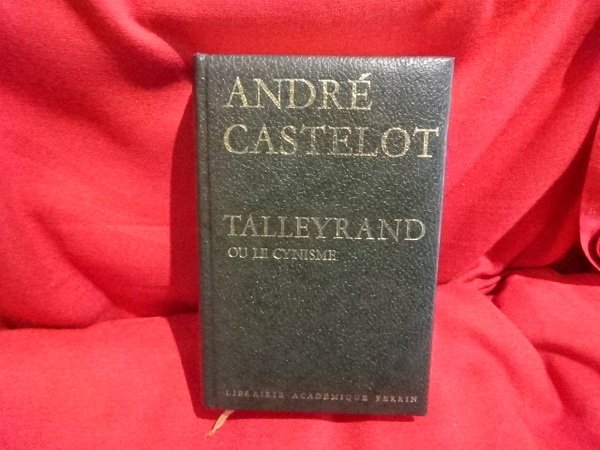 ANDRÉ
CASTELOT
TALLEYRAND
OU LE CYNISME
LIBRAIRIE ACADÉMIQUE PERRIN